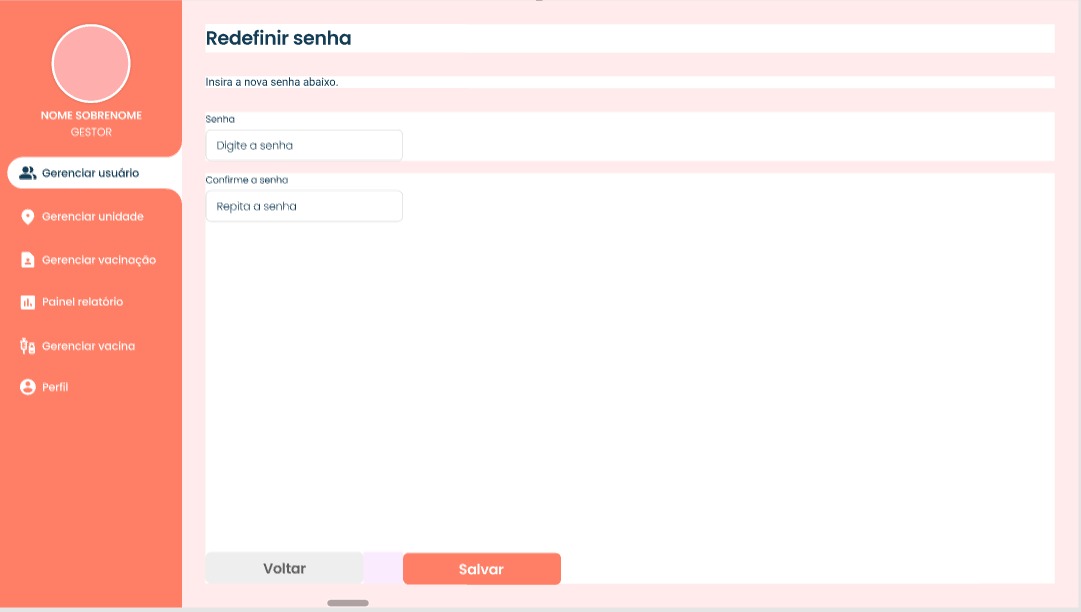 NOME SOBRENOME
GESTOR
Gerenciar usuário
Gerenciar unidade
Gerenciar vacinação
Painel relatório
Gerenciar vacina
Perfil
Redefinir senha
Insira a nova senha abaixo.
Senha
Digite a senha
Confirme a senha
Repita a senha
Voltar
Salvar